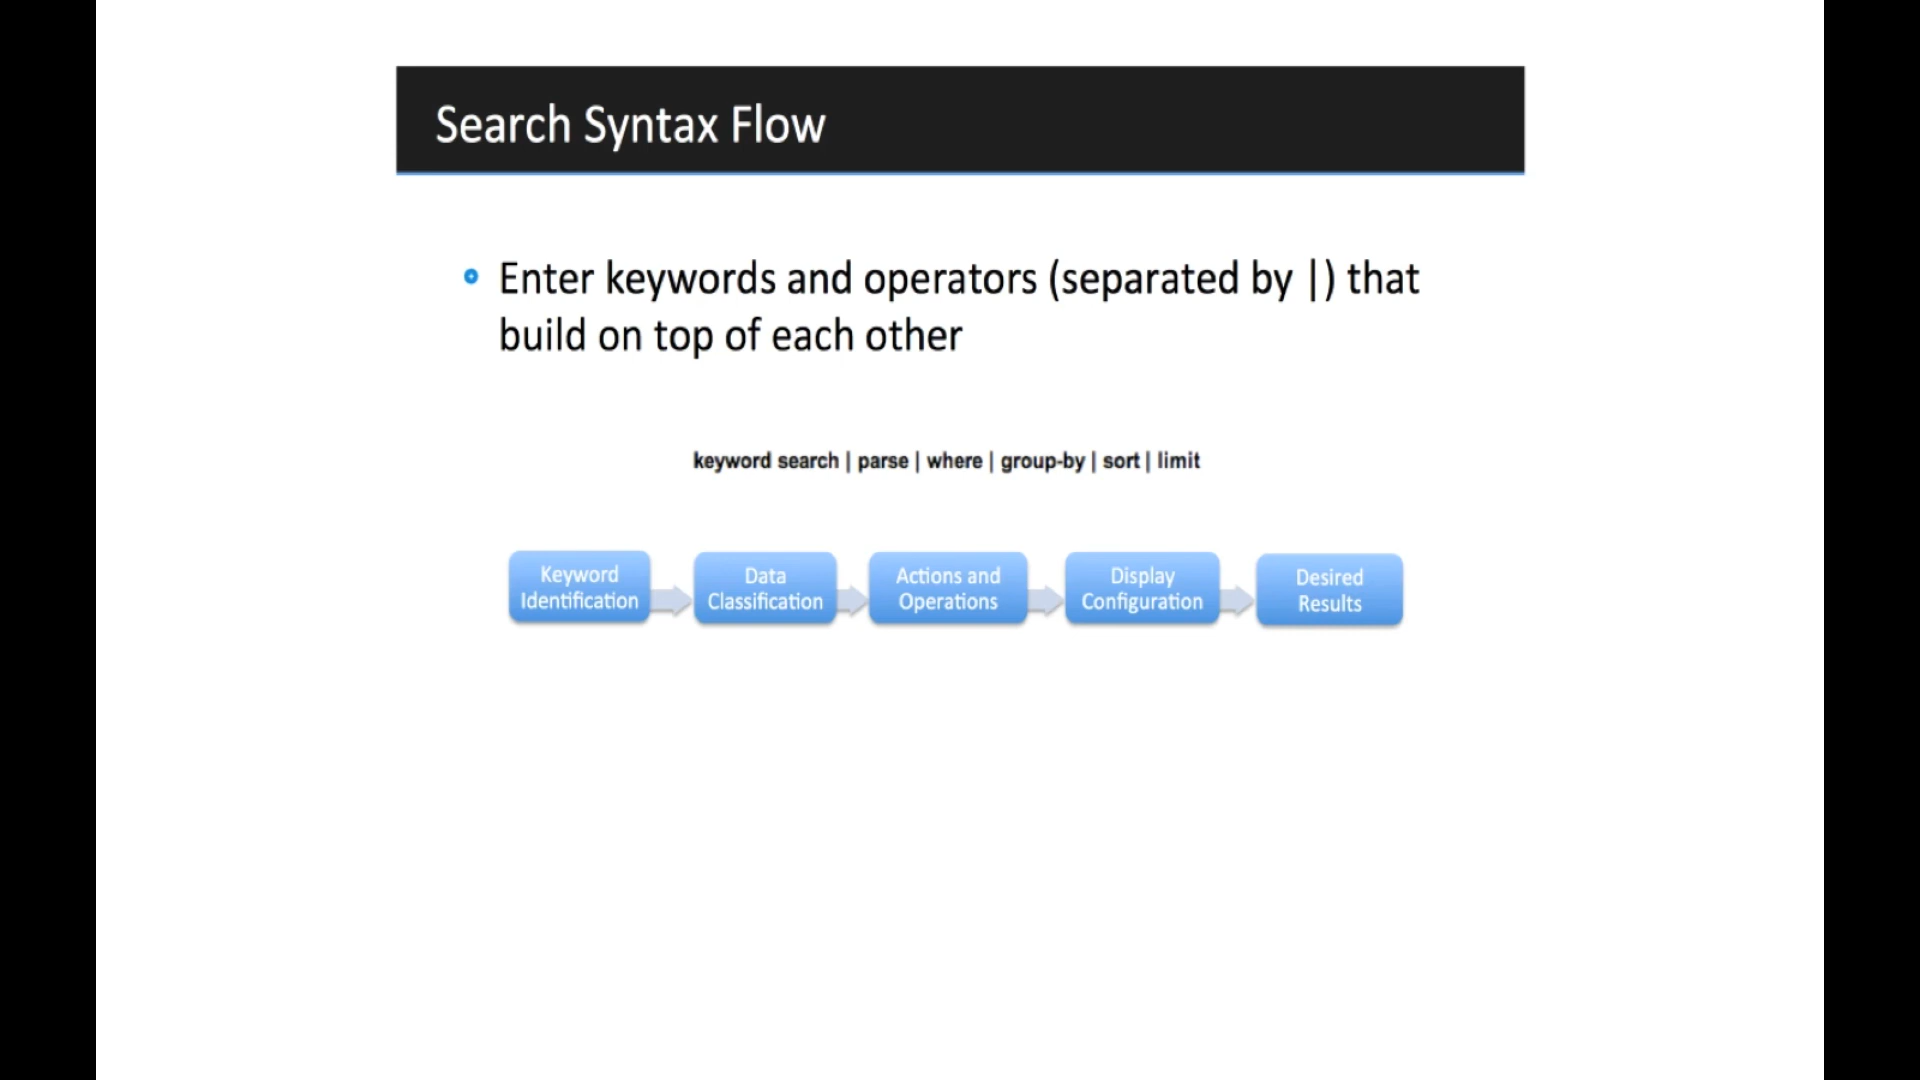 Search Syntax Flow
Enter keywords and operators (separated by |) that
build on top of each other
keyword search | parse | where | group-by | sort | limit
Keyword
Identification
Data
Classification
Actions and
Operations
Display
Configuration
Desired
Results